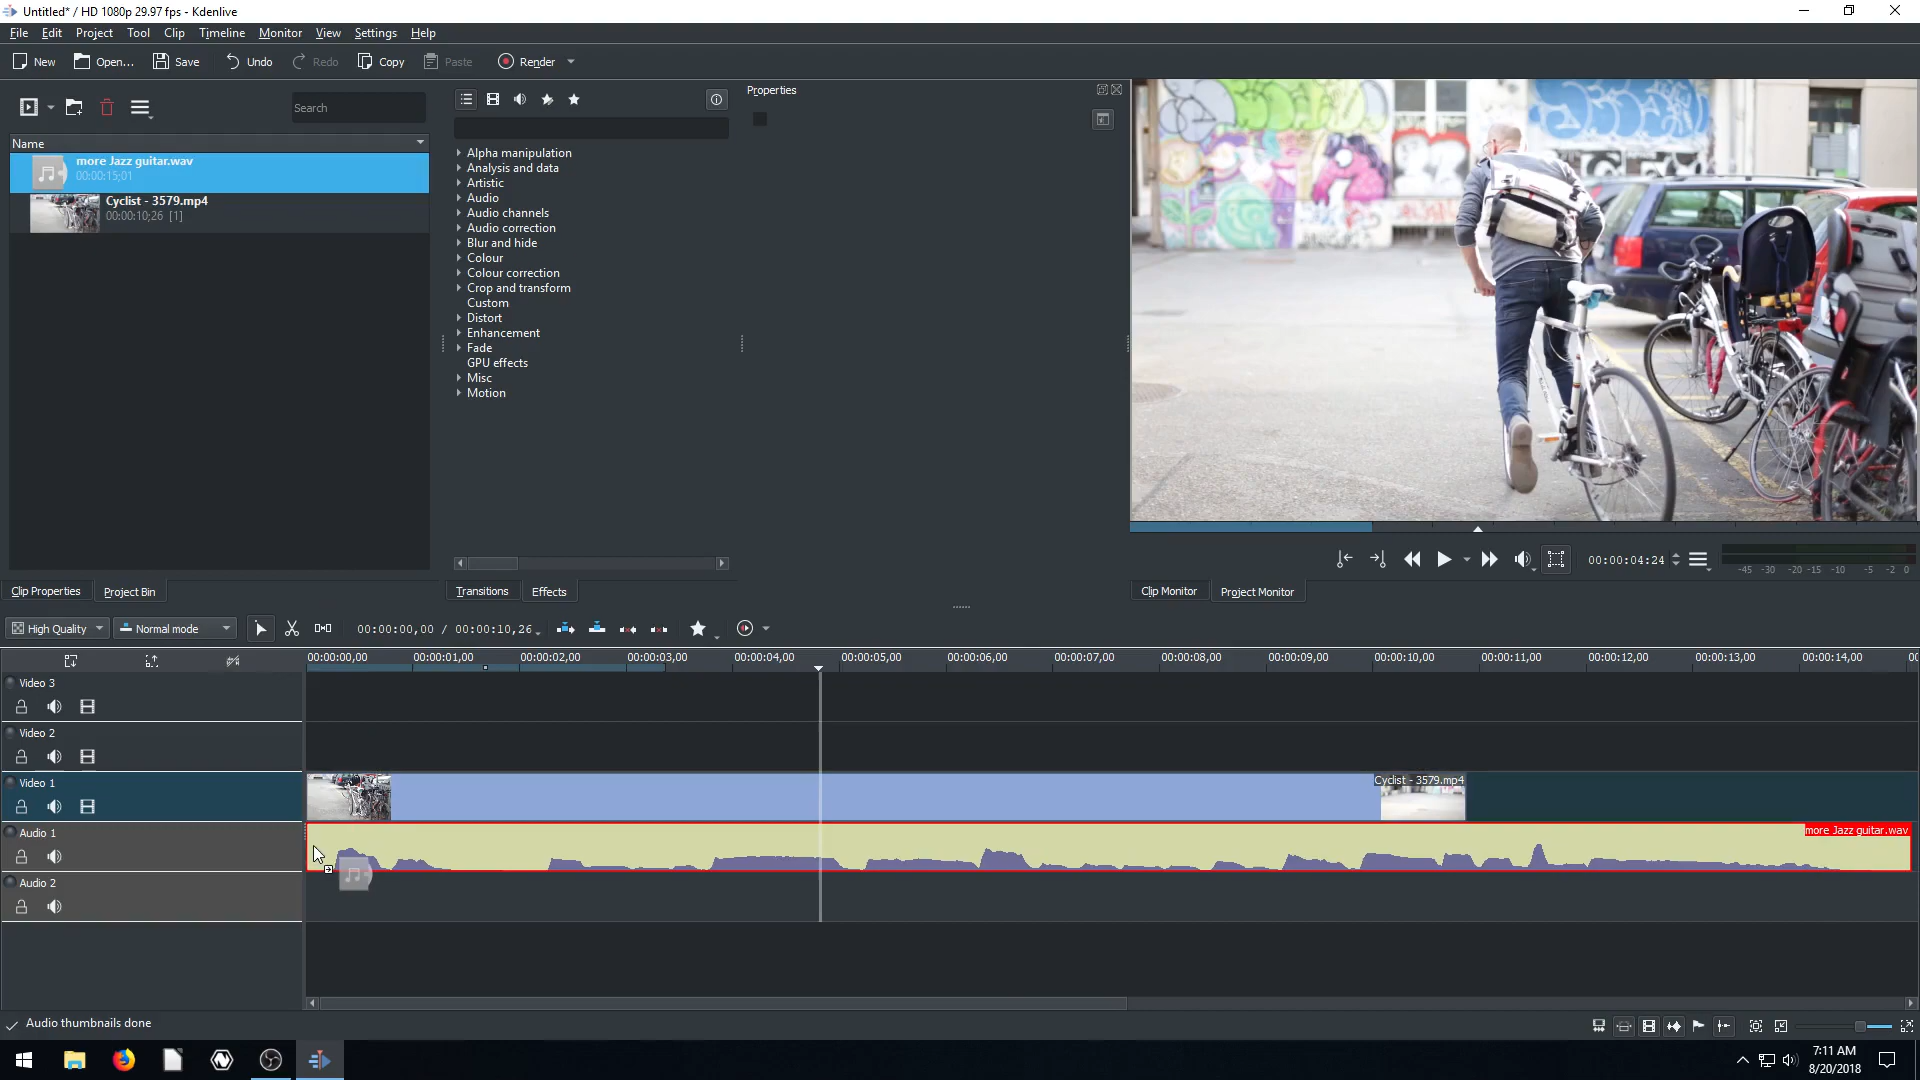 Untitled* / HD 1080p 29.97 fps - Kdenlive
File Edit Project Tool Clip Timeline Monitor View Settings Help
New Open... Save Undo Redo Copy Paste Render
Search
Name
more Jazz guitar.wav
00:00:15;01
Cyclist - 3579.mp4
00:00:10;26 [1]
Clip Properties Project Bin
Alpha manipulation
Analysis and data
Artistic
Audio
Audio channels
Audio correction
Blur and hide
Colour
Colour correction
Crop and transform
Custom
Distort
Enhancement
Fade
GPU effects
Misc
Motion
Transitions Effects
Properties
00:00:04:24
-45 -30 -20 -15 -10 -5 -2 0
Clip Monitor Project Monitor
High Quality Normal mode 00:00:00,00 / 00:00:10,26
00:00:00,00 00:00:01,00 00:00:02,00 00:00:03,00 00:00:04,00 00:00:05,00 00:00:06,00 00:00:07,00 00:00:08,00 00:00:09,00 00:00:10,00 00:00:11,00 00:00:12,00 00:00:13,00 00:00:14,00
Video 3
Video 2
Video 1
Cyclist - 3579.mp4
Audio 1
more Jazz guitar.wav
Audio 2
Audio thumbnails done
7:11 AM
8/20/2018